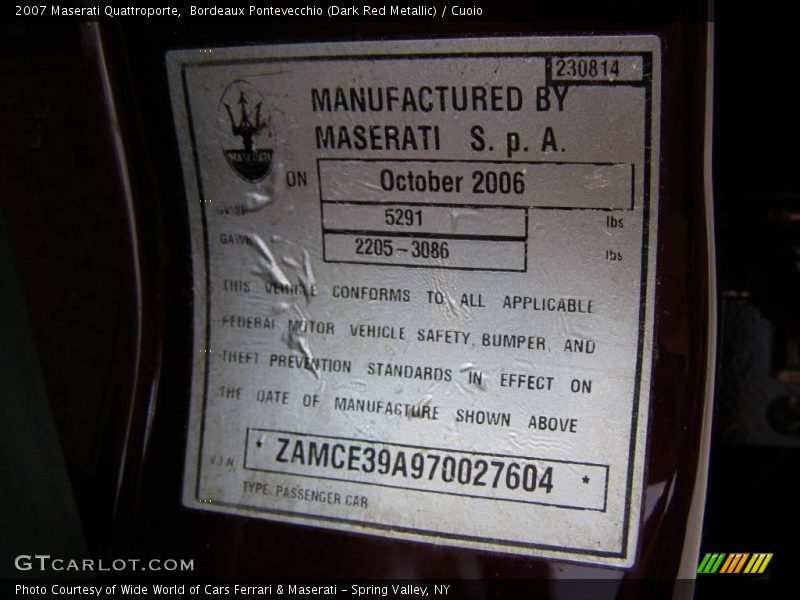 2007 Maserati Quattroporte, Bordeaux Pontevecchio (Dark Red Metallic) / Cuoio
230814
MASERATI
MANUFACTURED BY
MASERATI S. p. A.
ON October 2006
GVWR 5291 lbs
GAWR 2205-3086 lbs
THIS VEHICLE CONFORMS TO ALL APPLICABLE
FEDERAL MOTOR VEHICLE SAFETY, BUMPER, AND
THEFT PREVENTION STANDARDS IN EFFECT ON
THE DATE OF MANUFACTURE SHOWN ABOVE
V.I.N. * ZAMCE39A970027604 *
TYPE: PASSENGER CAR
GTCARLOT.COM
Photo Courtesy of Wide World of Cars Ferrari & Maserati - Spring Valley, NY